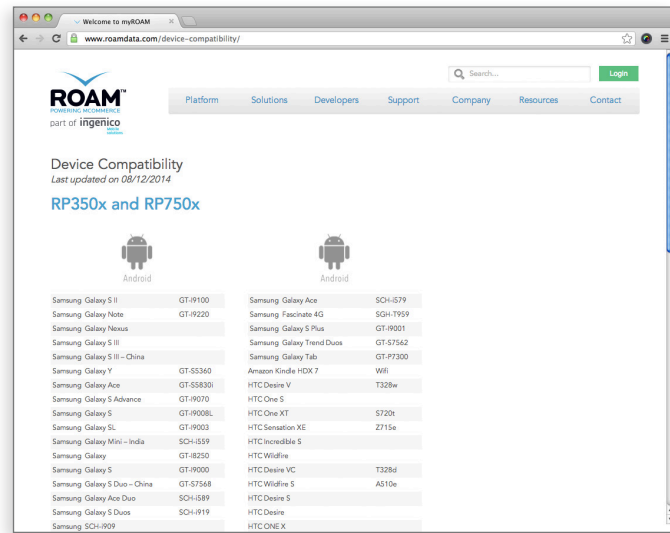 Welcome to myROAM
www.roamdata.com/device-compatibility/
Search...
Login
ROAM™
POWERING MCOMMERCE
part of ingenico
mobile solutions
Platform Solutions Developers Support Company Resources Contact
Device Compatibility
Last updated on 08/12/2014
RP350x and RP750x
Android Android
Samsung Galaxy S II GT-I9100 Samsung Galaxy Ace SCH-i579
Samsung Galaxy Note GT-I9220 Samsung Fascinate 4G SGH-T959
Samsung Galaxy Nexus Samsung Galaxy S Plus GT-I9001
Samsung Galaxy S III Samsung Galaxy Trend Duos GT-S7562
Samsung Galaxy S III – China Samsung Galaxy Tab GT-P7300
Samsung Galaxy Y GT-S5360 Amazon Kindle HDX 7 Wifi
Samsung Galaxy Ace GT-S5830i HTC Desire V T328w
Samsung Galaxy S Advance GT-I9070 HTC One S
Samsung Galaxy S GT-I9008L HTC One XT S720t
Samsung Galaxy SL GT-I9003 HTC Sensation XE Z715e
Samsung Galaxy Mini – India SCH-i559 HTC Incredible S
Samsung Galaxy GT-I8250 HTC Wildfire
Samsung Galaxy S GT-I9000 HTC Desire VC T328d
Samsung Galaxy S Duo – China GT-S7568 HTC Wildfire S A510e
Samsung Galaxy Ace Duo SCH-i589 HTC Desire S
Samsung Galaxy S Duos SCH-i919 HTC Desire
Samsung SCH-i909 HTC ONE X